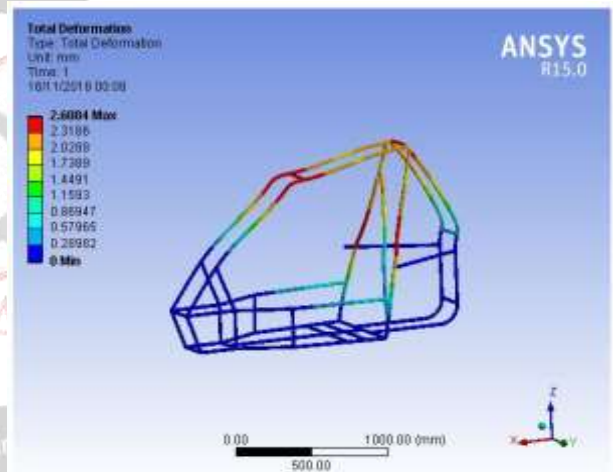 Total Deformation
Type: Total Deformation
Unit: mm
Time: 1
ANSYS
R15.0
2.6084 Max
2.3186
2.0288
1.7389
1.4491
1.1593
0.86947
0.57965
0.28982
0 Min
0.00
1000.00 (mm)
500.00
Z
X
Y